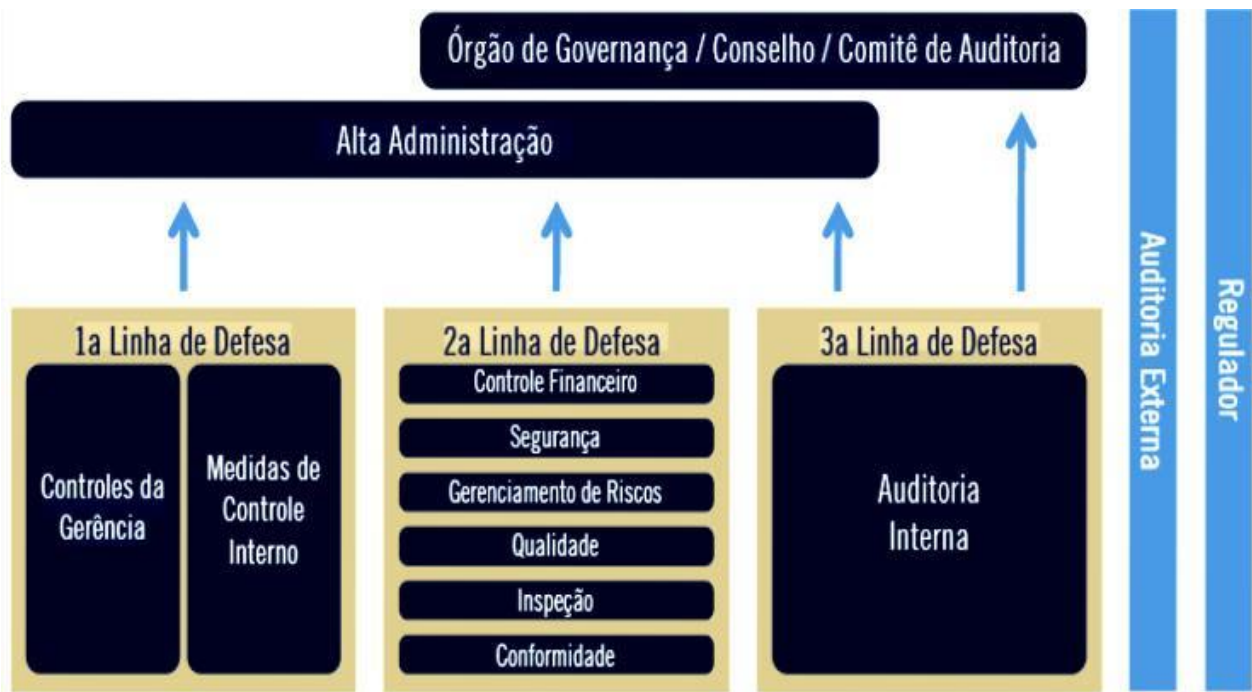 Órgão de Governança / Conselho / Comitê de Auditoria
Alta Administração
1a Linha de Defesa
Controles da
Gerência
Medidas de
Controle
Interno
2a Linha de Defesa
Controle Financeiro
Segurança
Gerenciamento de Riscos
Qualidade
Inspeção
Conformidade
3a Linha de Defesa
Auditoria
Interna
Auditoria Externa
Regulador